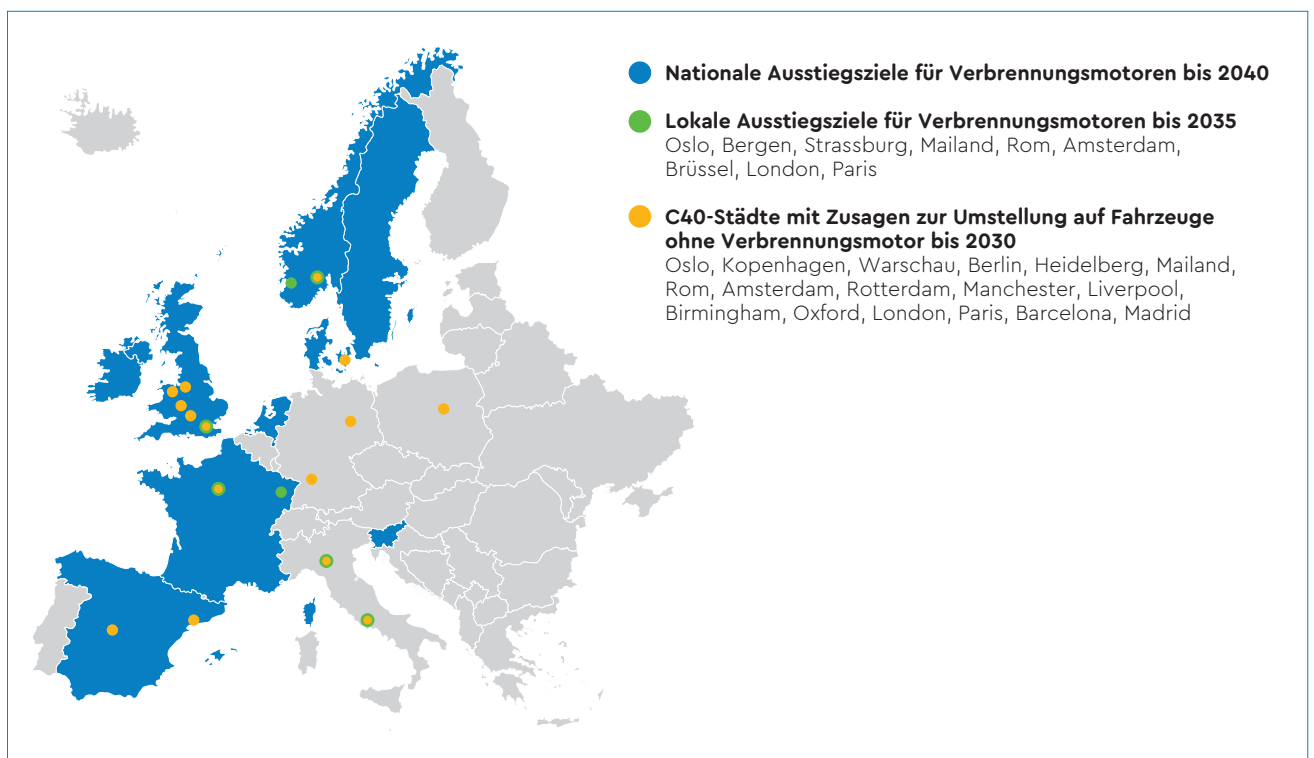 Nationale Ausstiegsziele für Verbrennungsmotoren bis 2040
Lokale Ausstiegsziele für Verbrennungsmotoren bis 2035
Oslo, Bergen, Strassburg, Mailand, Rom, Amsterdam,
Brüssel, London, Paris
C40-Städte mit Zusagen zur Umstellung auf Fahrzeuge
ohne Verbrennungsmotor bis 2030
Oslo, Kopenhagen, Warschau, Berlin, Heidelberg, Mailand,
Rom, Amsterdam, Rotterdam, Manchester, Liverpool,
Birmingham, Oxford, London, Paris, Barcelona, Madrid